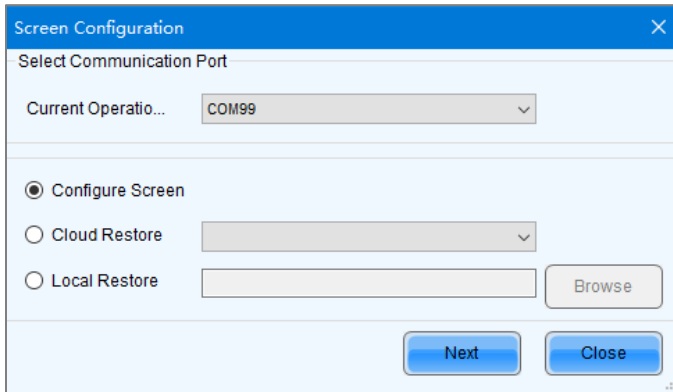 Screen Configuration
Select Communication Port
Current Operatio... COM99
Configure Screen
Cloud Restore
Local Restore Browse
Next Close